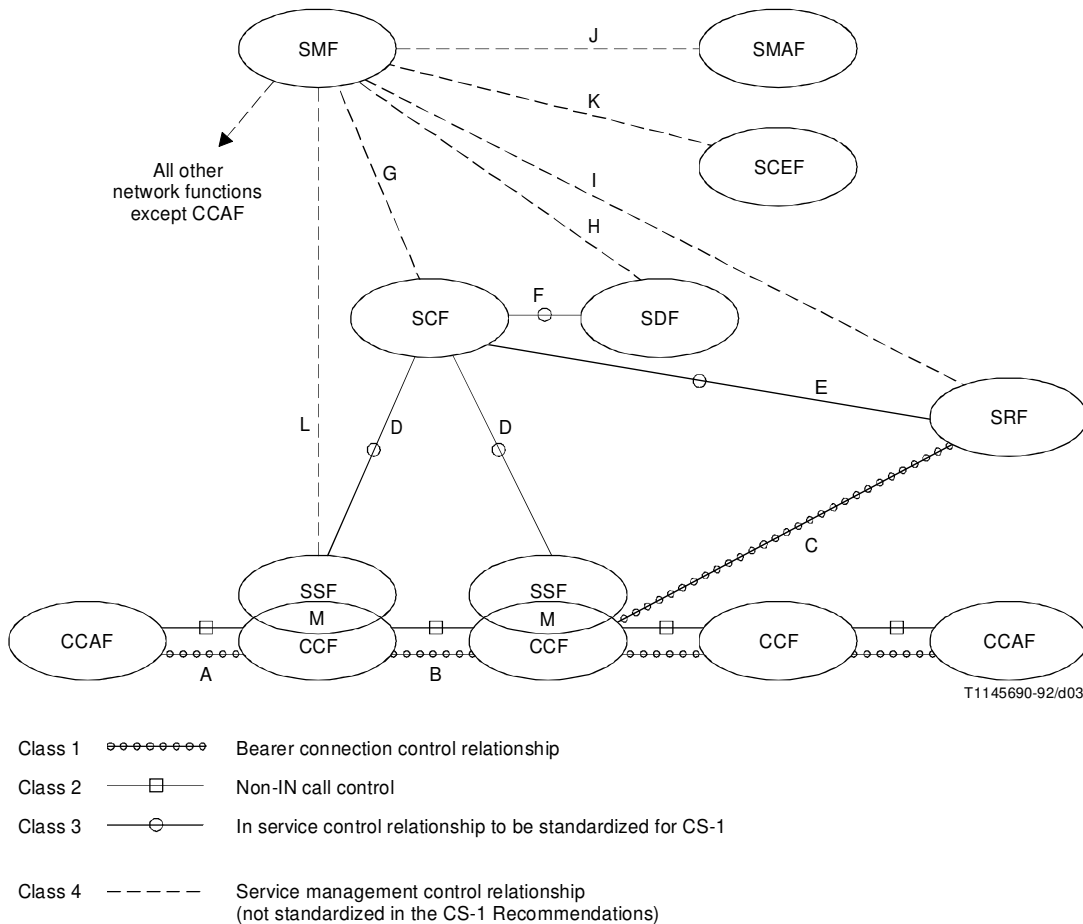 SMF
J
SMAF
K
SCEF
All other
network functions
except CCAF
G
I
H
SCF
F
SDF
E
SRF
L
D
D
C
SSF
M
CCF
SSF
M
CCF
CCAF
A
B
CCF
CCAF
T1145690-92/d03
Class 1 Bearer connection control relationship
Class 2 Non-IN call control
Class 3 In service control relationship to be standardized for CS-1
Class 4 Service management control relationship
(not standardized in the CS-1 Recommendations)